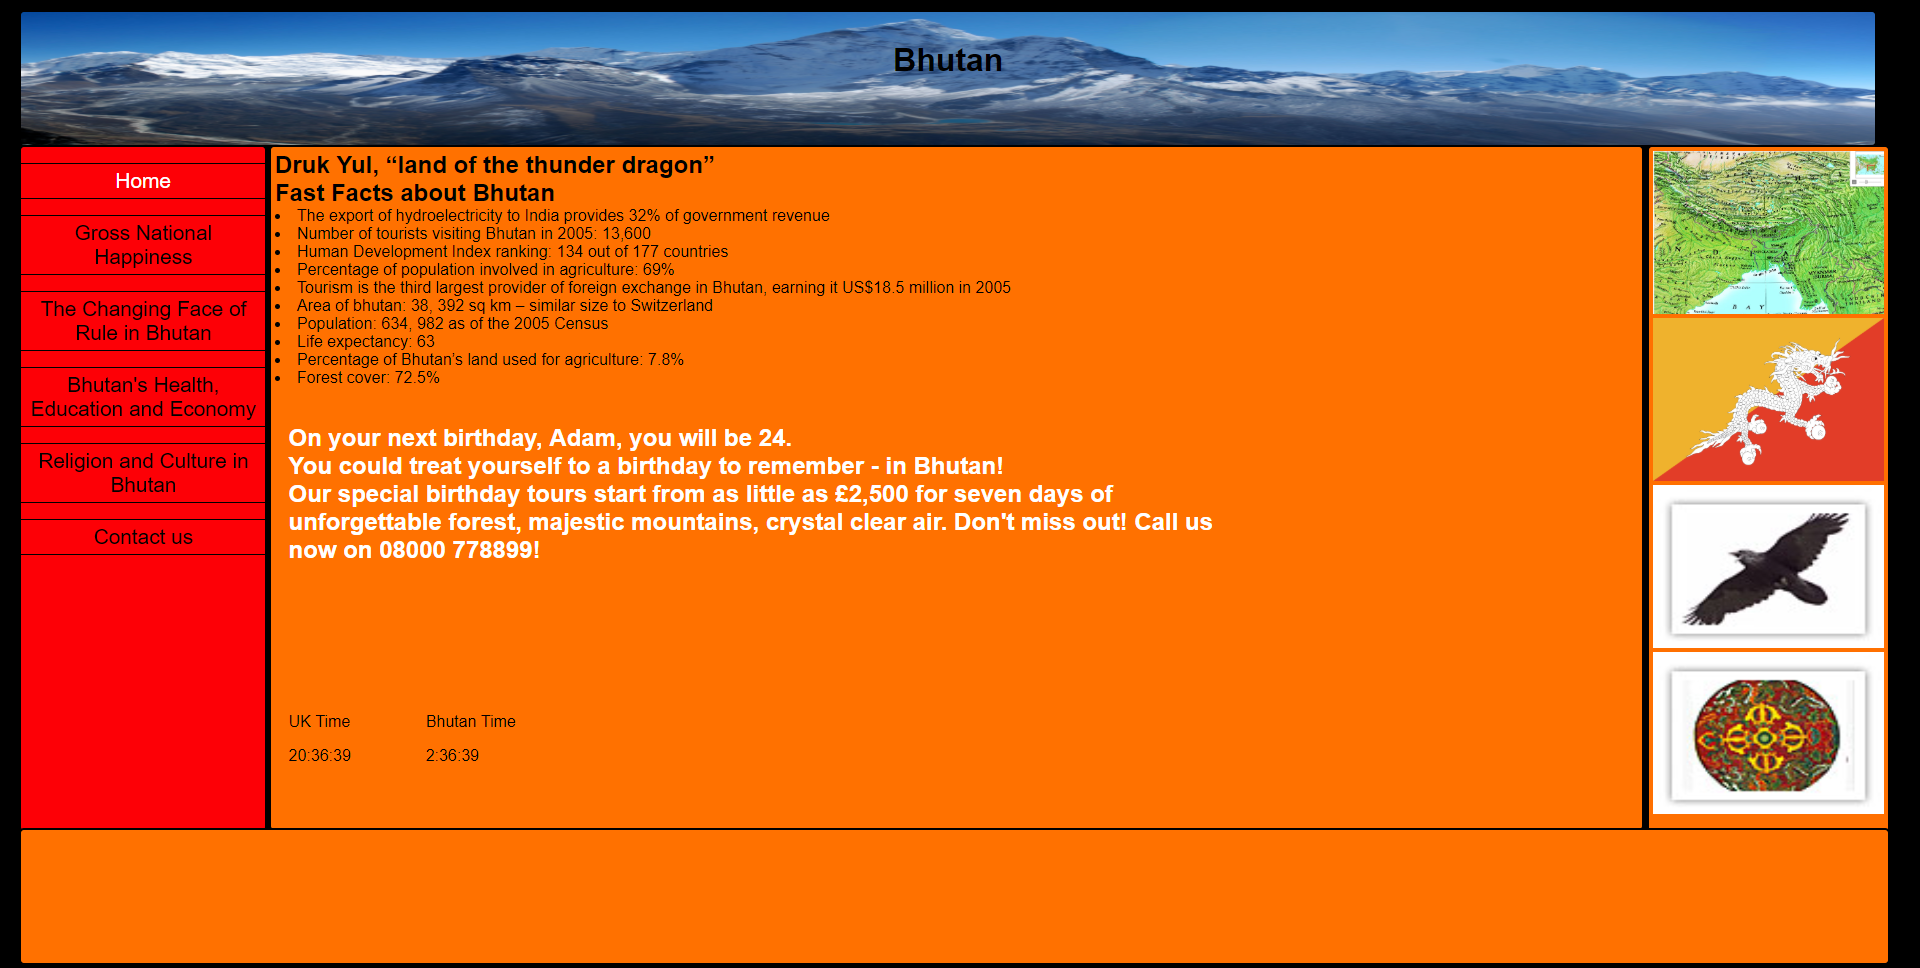 Bhutan
Home
Gross National
Happiness
The Changing Face of
Rule in Bhutan
Bhutan's Health,
Education and Economy
Religion and Culture in
Bhutan
Contact us
Druk Yul, “land of the thunder dragon”
Fast Facts about Bhutan
• The export of hydroelectricity to India provides 32% of government revenue
• Number of tourists visiting Bhutan in 2005: 13,600
• Human Development Index ranking: 134 out of 177 countries
• Percentage of population involved in agriculture: 69%
• Tourism is the third largest provider of foreign exchange in Bhutan, earning it US$18.5 million in 2005
• Area of bhutan: 38, 392 sq km – similar size to Switzerland
• Population: 634, 982 as of the 2005 Census
• Life expectancy: 63
• Percentage of Bhutan's land used for agriculture: 7.8%
• Forest cover: 72.5%
On your next birthday, Adam, you will be 24.
You could treat yourself to a birthday to remember - in Bhutan!
Our special birthday tours start from as little as £2,500 for seven days of
unforgettable forest, majestic mountains, crystal clear air. Don't miss out! Call us
now on 08000 778899!
UK Time Bhutan Time
20:36:39 2:36:39
B A Y